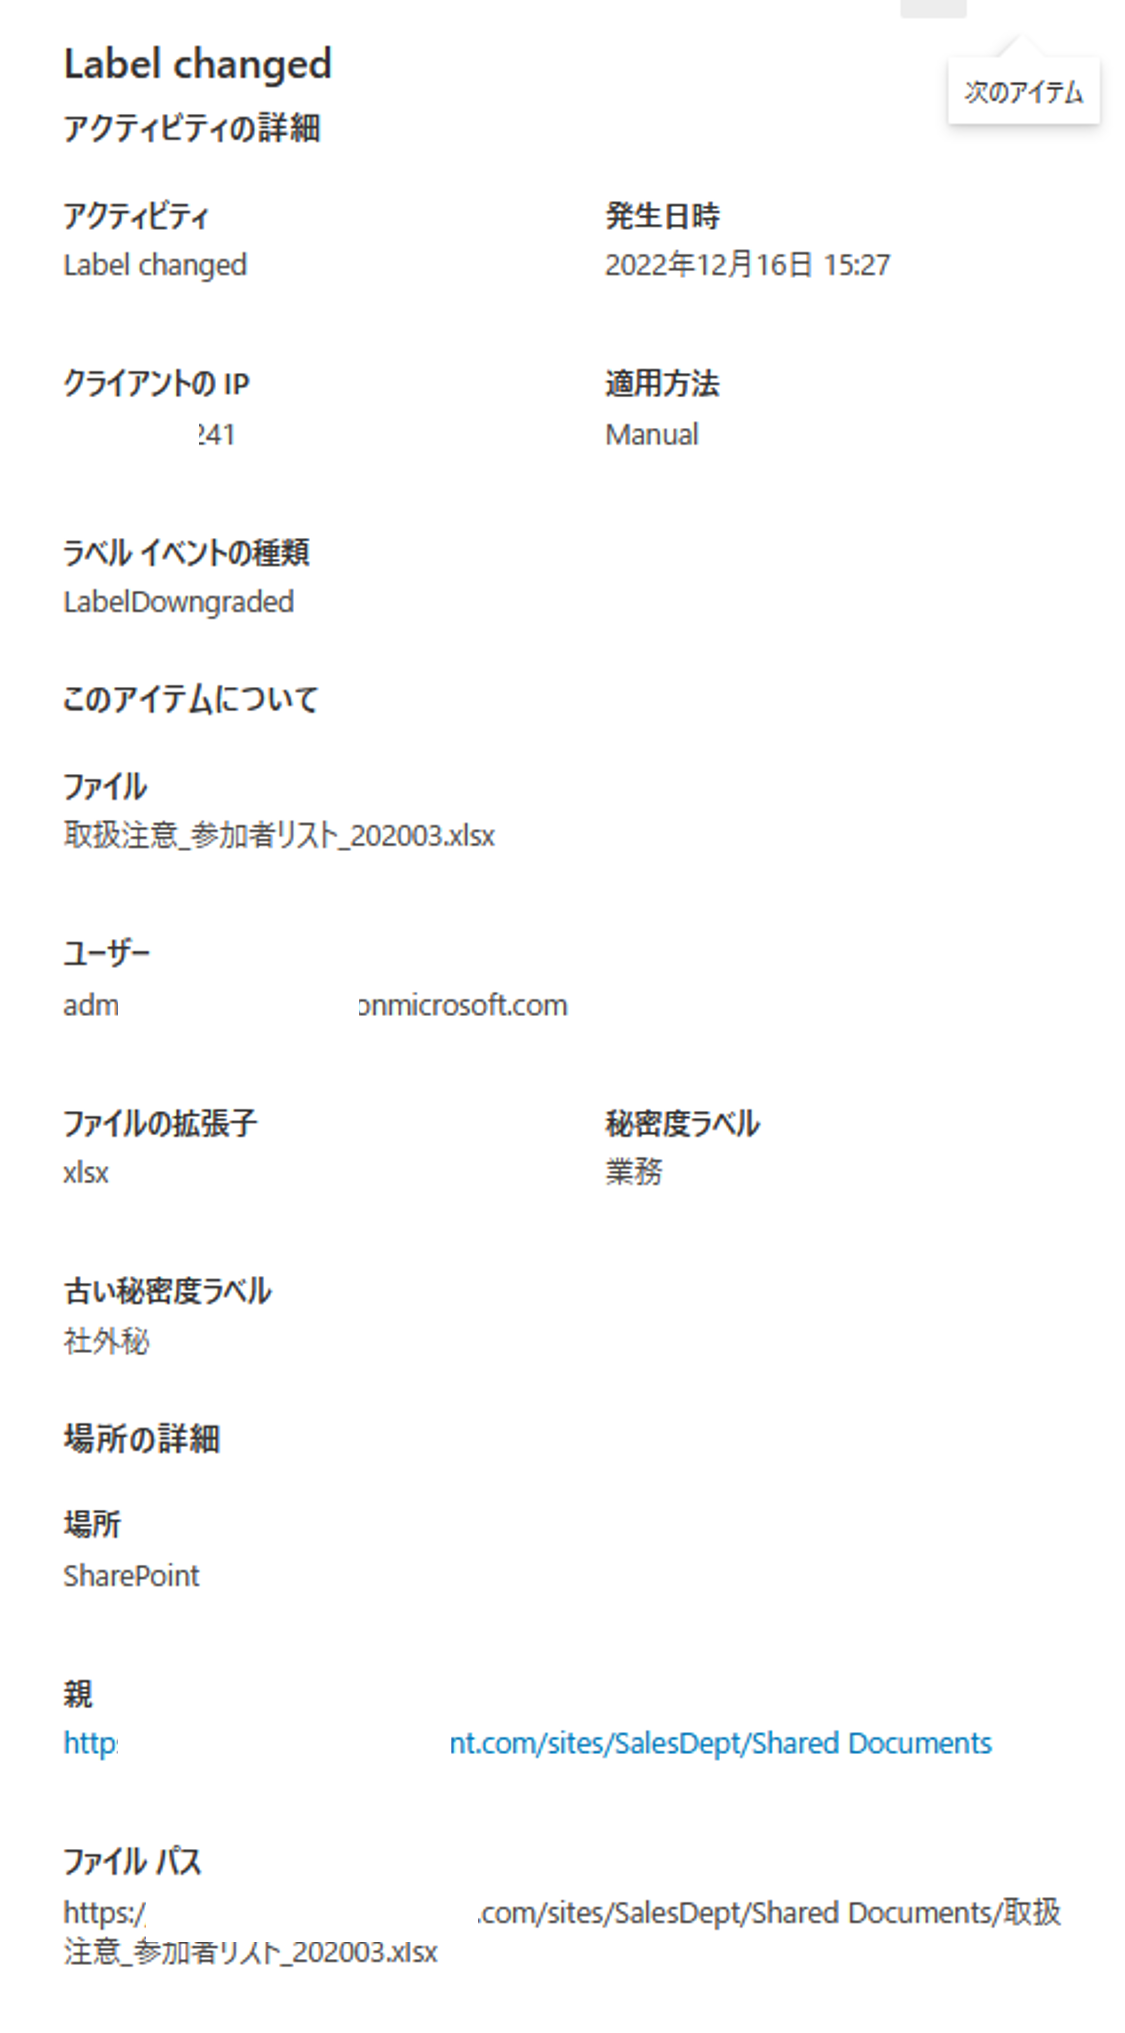 Label changed
次のアイテム
アクティビティの詳細
アクティビティ
発生日時
Label changed
2022年12月16日 15:27
クライアントの IP
適用方法
241
Manual
ラベル イベントの種類
LabelDowngraded
このアイテムについて
ファイル
取扱注意_参加者リスト_202003.xlsx
ユーザー
adm onmicrosoft.com
ファイルの拡張子
秘密度ラベル
xlsx
業務
古い秘密度ラベル
社外秘
場所の詳細
場所
SharePoint
親
http nt.com/sites/SalesDept/Shared Documents
ファイル パス
https:/ .com/sites/SalesDept/Shared Documents/取扱
注意_参加者リスト_202003.xlsx